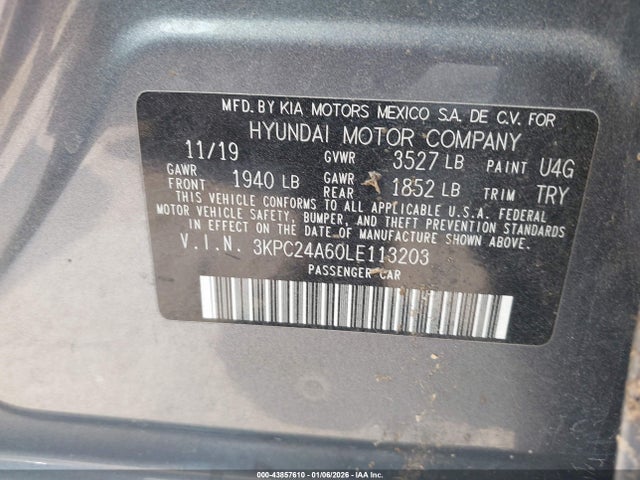 MFD. BY KIA MOTORS MEXICO S.A. DE C.V. FOR
HYUNDAI MOTOR COMPANY
11/19 GVWR 3527 LB PAINT U4G
GAWR FRONT 1940 LB GAWR REAR 1852 LB TRIM TRY
THIS VEHICLE CONFORMS TO ALL APPLICABLE U.S.A. FEDERAL
MOTOR VEHICLE SAFETY, BUMPER, AND THEFT PREVENTION STANDARDS
IN EFFECT ON THE DATE OF MANUFACTURE SHOWN ABOVE.
V.I.N. 3KPC24A60LE113203
PASSENGER CAR
000-43857610 - 01/06/2026 - IAAI.COM